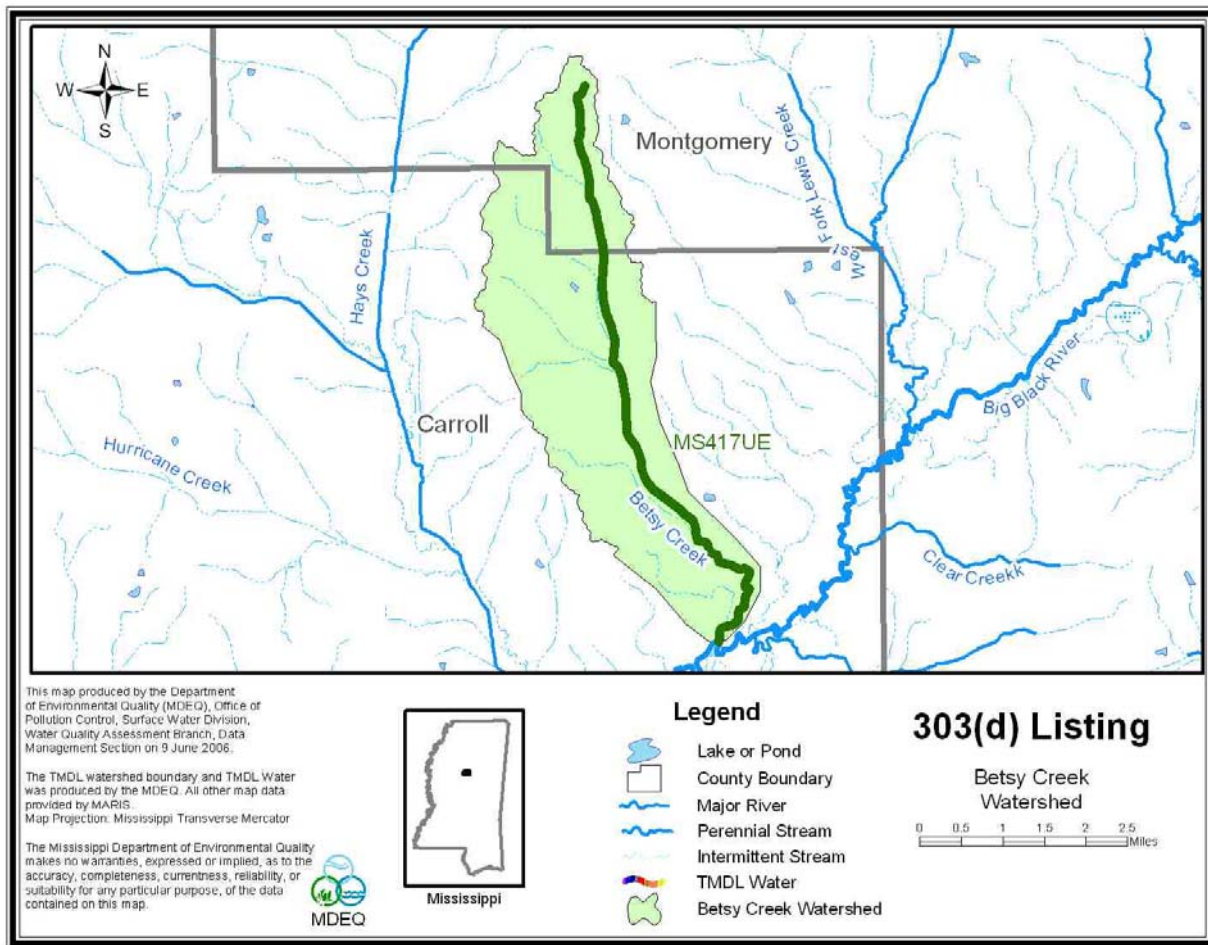 N
W E
S
Montgomery
West Fork Lewis Creek
Hays Creek
Big Black River
Carroll
MS417UE
Hurricane Creek
Betsy Creek
Clear Creekk
This map produced by the Department
of Environmental Quality (MDEQ), Office of
Pollution Control, Surface Water Division,
Water Quality Assessment Branch, Data
Management Section on 9 June 2006.
The TMDL watershed boundary and TMDL Water
was produced by the MDEQ. All other map data
provided by MARIS.
Map Projection: Mississippi Transverse Mercator
The Mississippi Department of Environmental Quality
makes no warranties, expressed or implied, as to the
accuracy, completeness, currentness, reliability, or
suitability for any particular purpose, of the data
contained on this map.
MDEQ
Mississippi
Legend
Lake or Pond
County Boundary
Major River
Perennial Stream
Intermittent Stream
TMDL Water
Betsy Creek Watershed
303(d) Listing
Betsy Creek
Watershed
0 0.5 1 1.5 2 2.5
Miles